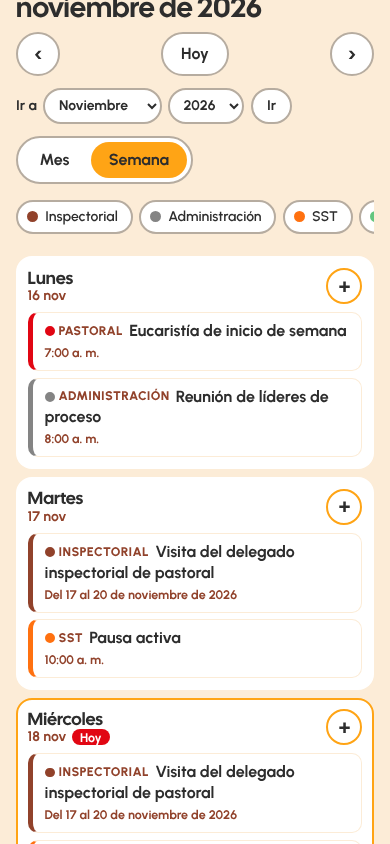 noviembre de 2026
‹ Hoy ›
Ir a Noviembre 2026 Ir
Mes Semana
Inspectorial Administración SST
Lunes
16 nov
+
PASTORAL Eucaristía de inicio de semana
7:00 a. m.
ADMINISTRACIÓN Reunión de líderes de
proceso
8:00 a. m.
Martes
17 nov
+
INSPECTORIAL Visita del delegado
inspectorial de pastoral
Del 17 al 20 de noviembre de 2026
SST Pausa activa
10:00 a. m.
Miércoles
18 nov Hoy
+
INSPECTORIAL Visita del delegado
inspectorial de pastoral
Del 17 al 20 de noviembre de 2026